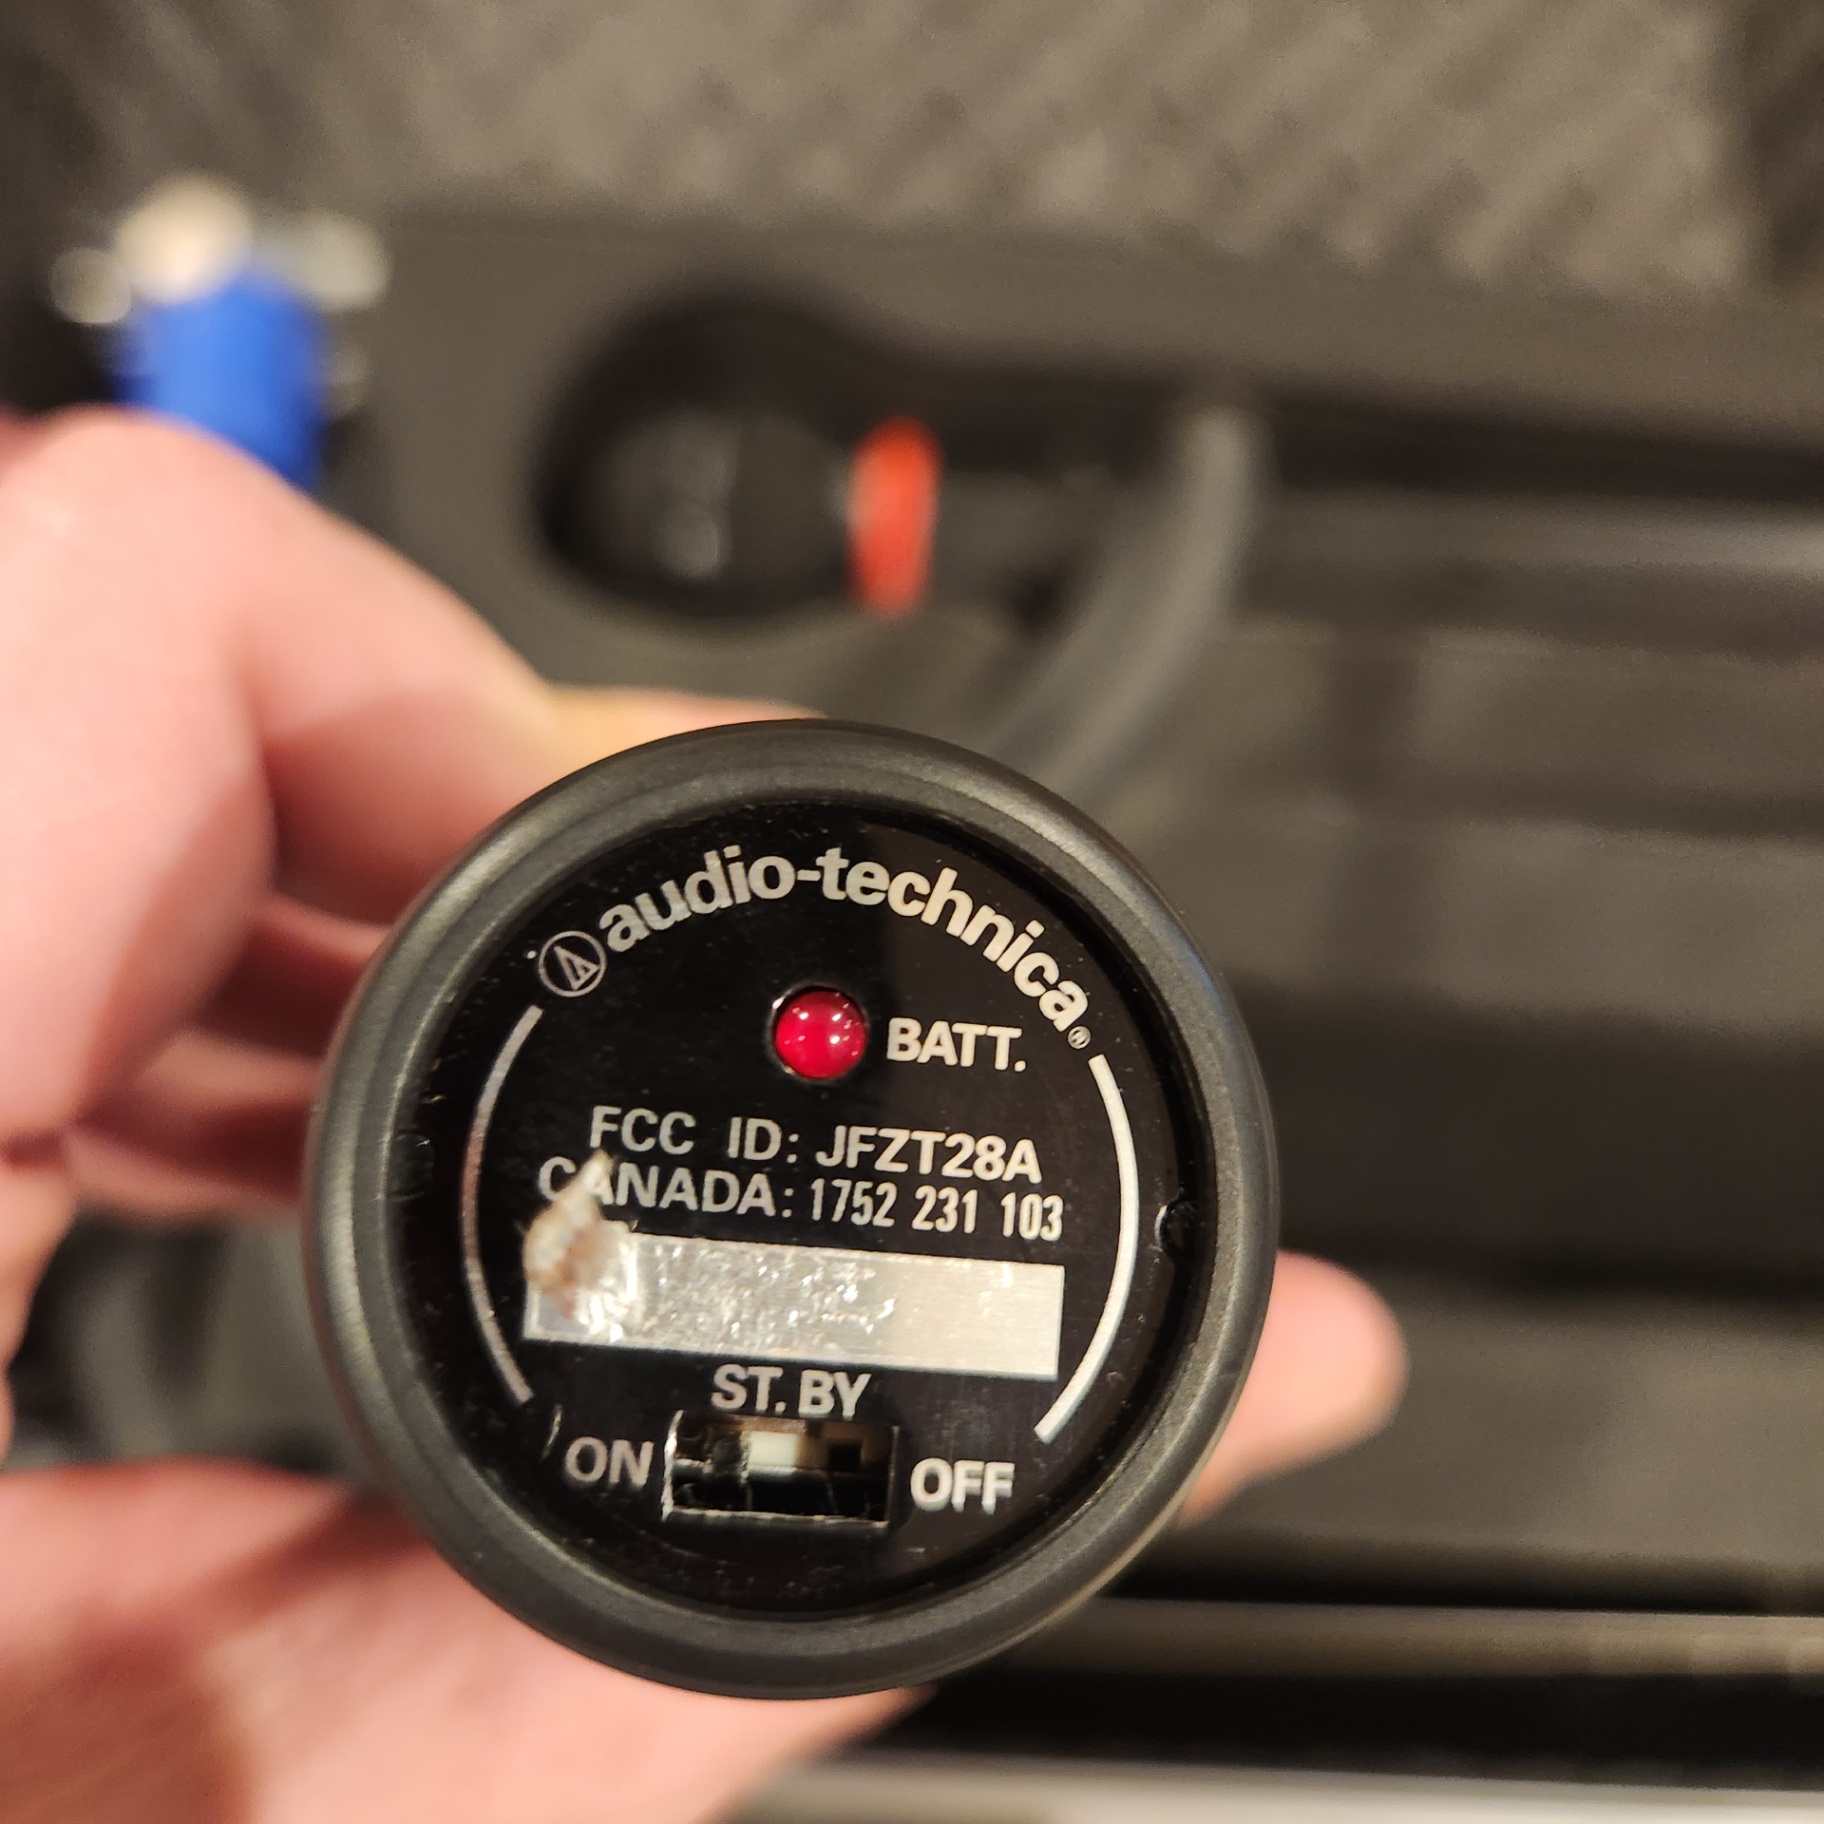 audio-technica®
BATT.
FCC ID: JFZT28A
CANADA: 1752 231 103
ST. BY
ON OFF